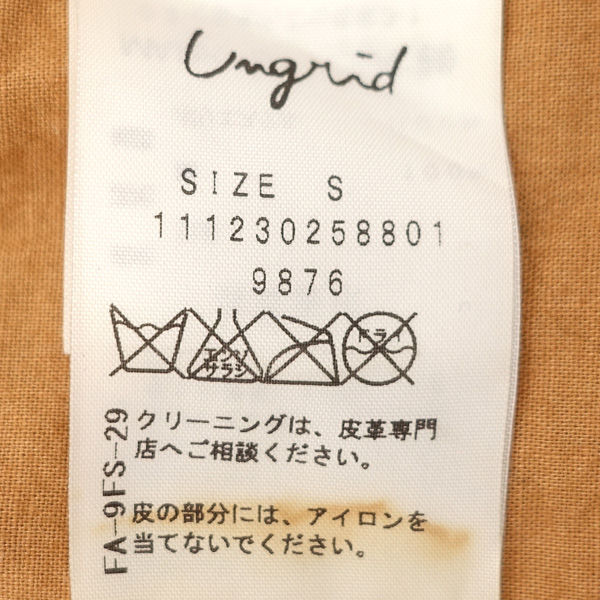 Ungrid
SIZE S
111230258801
9876
エンソ
サラシ
ドライ
クリーニングは、皮革専門
店へご相談ください。
皮の部分には、アイロンを
当てないでください。
FA-9FS-29